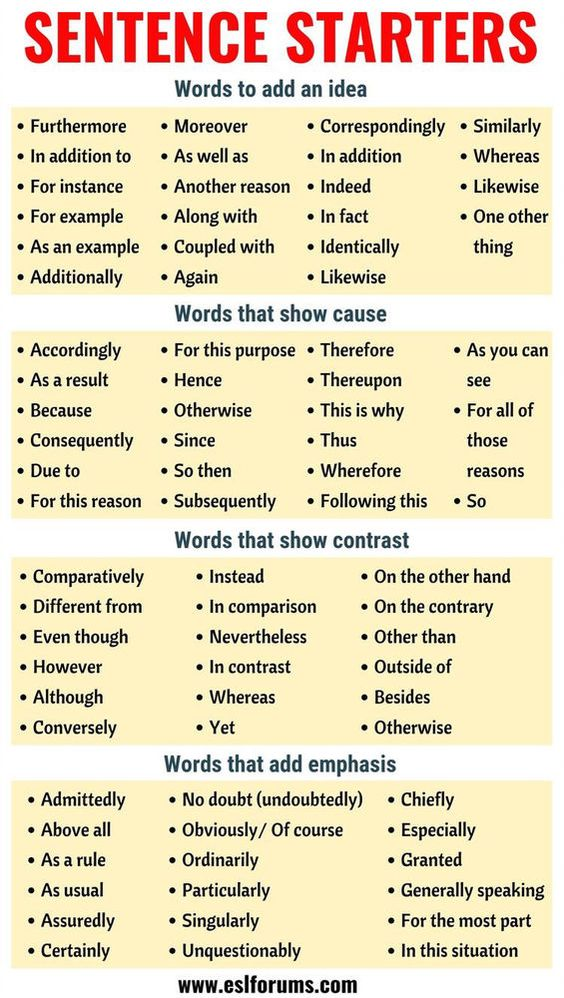 SENTENCE STARTERS
Words to add an idea
• Furthermore • Moreover • Correspondingly • Similarly
• In addition to • As well as • In addition • Whereas
• For instance • Another reason • Indeed • Likewise
• For example • Along with • In fact • One other
• As an example • Coupled with • Identically thing
• Additionally • Again • Likewise
Words that show cause
• Accordingly • For this purpose • Therefore • As you can
• As a result • Hence • Thereupon see
• Because • Otherwise • This is why • For all of
• Consequently • Since • Thus those
• Due to • So then • Wherefore reasons
• For this reason • Subsequently • Following this • So
Words that show contrast
• Comparatively • Instead • On the other hand
• Different from • In comparison • On the contrary
• Even though • Nevertheless • Other than
• However • In contrast • Outside of
• Although • Whereas • Besides
• Conversely • Yet • Otherwise
Words that add emphasis
• Admittedly • No doubt (undoubtedly) • Chiefly
• Above all • Obviously/ Of course • Especially
• As a rule • Ordinarily • Granted
• As usual • Particularly • Generally speaking
• Assuredly • Singularly • For the most part
• Certainly • Unquestionably • In this situation
www.eslforums.com